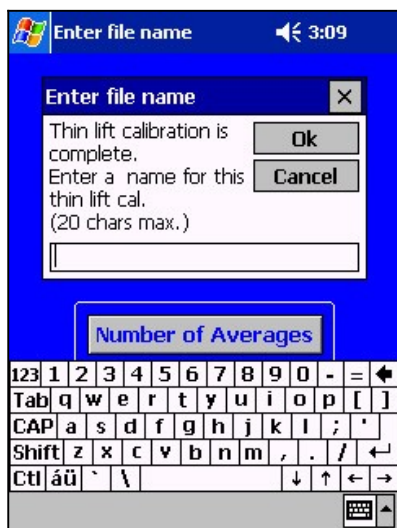 Enter file name 3:09
Enter file name
Thin lift calibration is
complete.
Enter a  name for this
thin lift cal.
(20 chars max.)
Ok
Cancel
Number of Averages
123 1 2 3 4 5 6 7 8 9 0 - =
Tab q w e r t y u i o p [ ]
CAP a s d f g h j k l ; '
Shift z x c v b n m , . / ↵
Ctl áü ` \ ↓ ↑ ← →